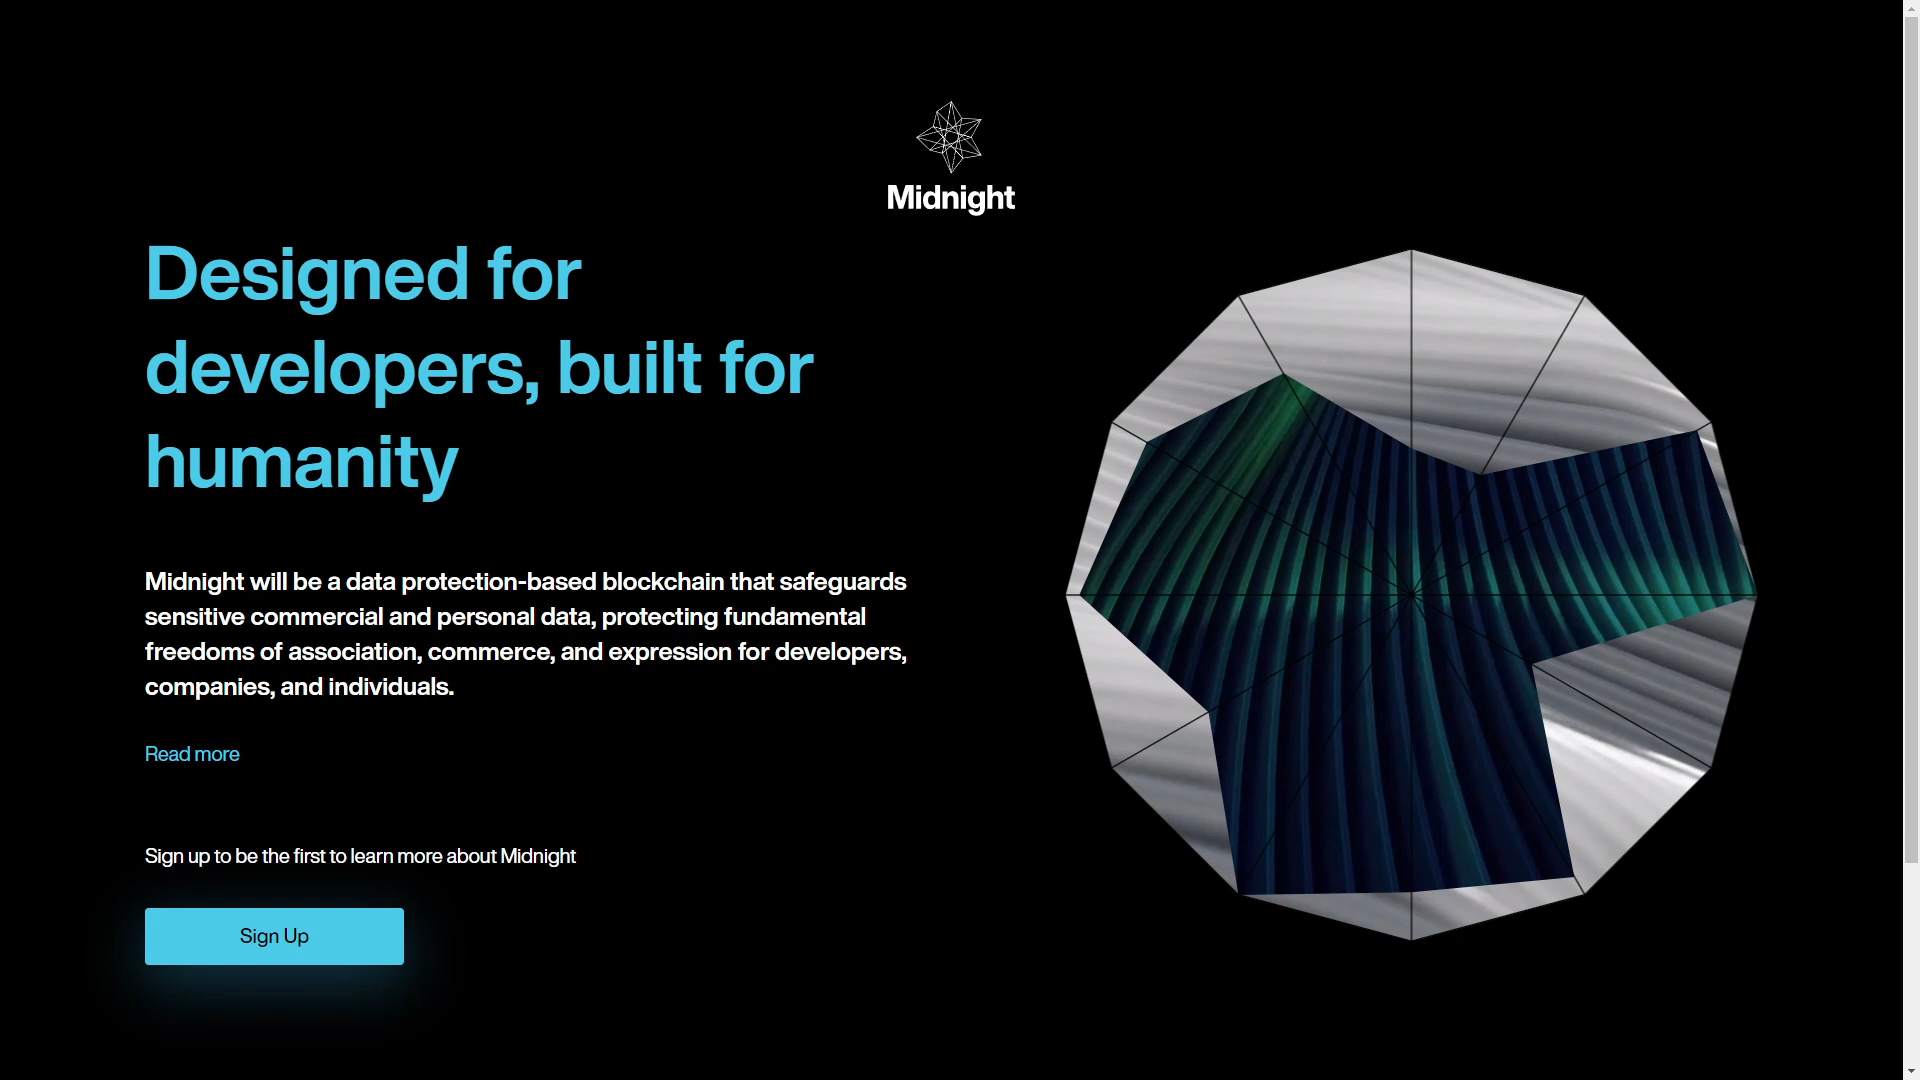 Midnight
Designed for
developers, built for
humanity
Midnight will be a data protection-based blockchain that safeguards
sensitive commercial and personal data, protecting fundamental
freedoms of association, commerce, and expression for developers,
companies, and individuals.
Read more
Sign up to be the first to learn more about Midnight
Sign Up